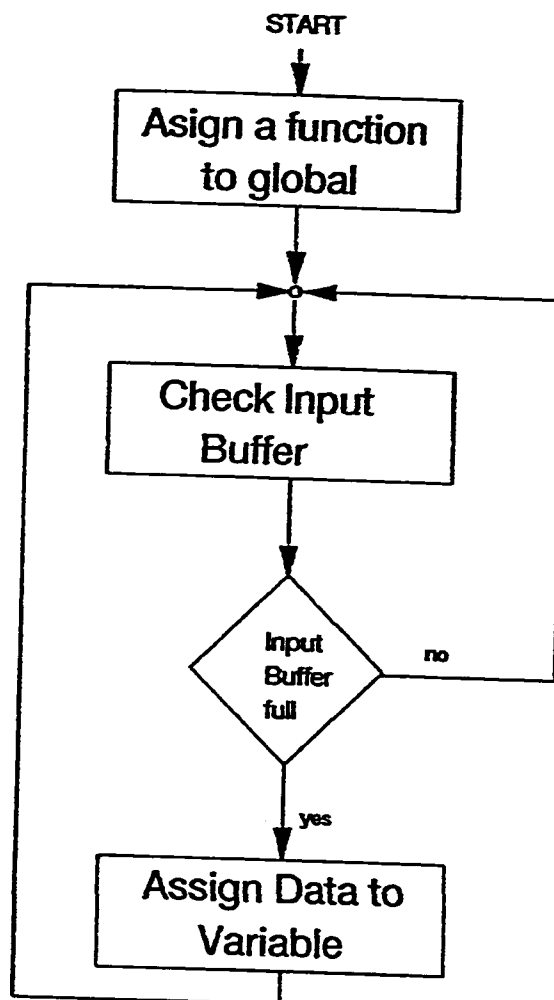 START
Asign a function
to global
Check Input
Buffer
Input
Buffer
full
no
yes
Assign Data to
Variable